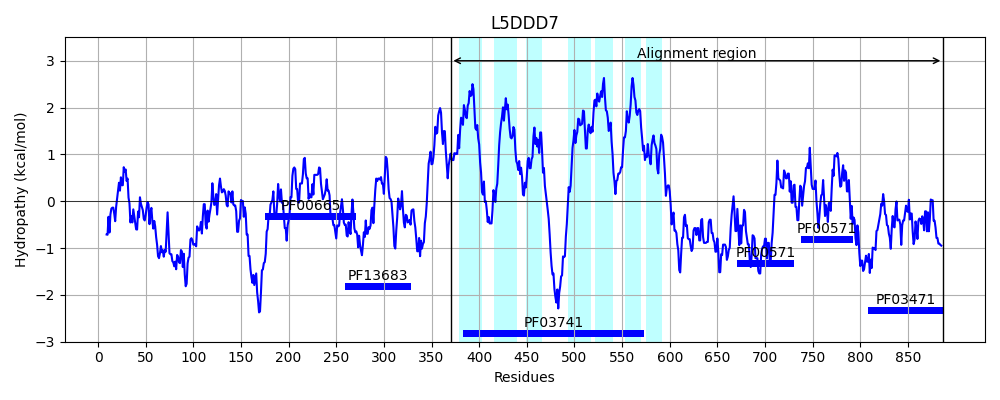 L5DDD7
Hydropathy (kcal/mol)
3
2
1
0
−1
−2
−3
Alignment region
PF00665
PF13683
PF03741
PF00571
PF00571
PF03471
0 50 100 150 200 250 300 350 400 450 500 550 600 650 700 750 800 850
Residues